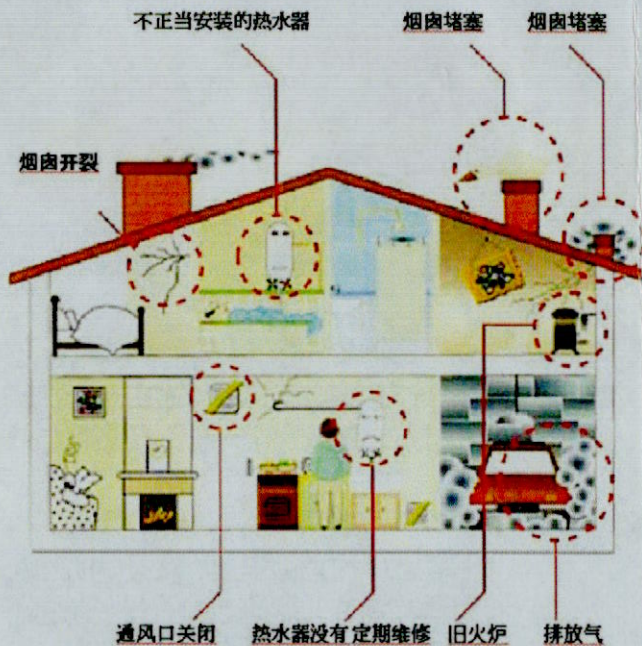 不正当安装的热水器 烟囱堵塞 烟囱堵塞
烟囱开裂
通风口关闭 热水器没有定期维修 旧火炉 排放气